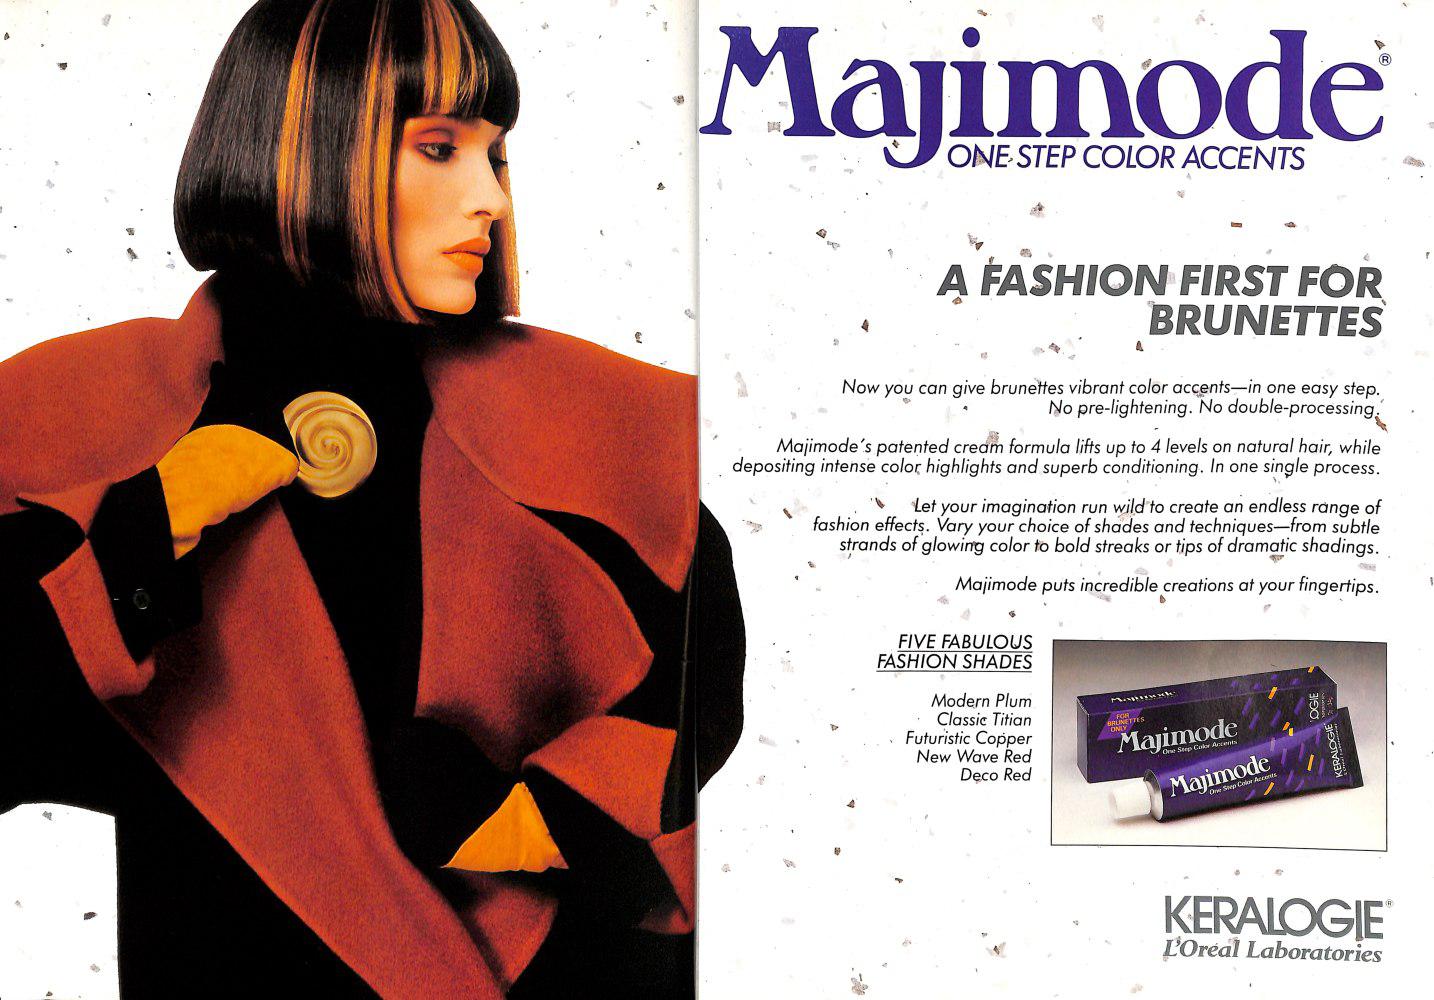 Majimode®
ONE STEP COLOR ACCENTS
A FASHION FIRST FOR
BRUNETTES
Now you can give brunettes vibrant color accents—in one easy step.
No pre-lightening. No double-processing.
Majimode's patented cream formula lifts up to 4 levels on natural hair, while
depositing intense color highlights and superb conditioning. In one single process.
Let your imagination run wild to create an endless range of
fashion effects. Vary your choice of shades and techniques—from subtle
strands of glowing color to bold streaks or tips of dramatic shadings.
Majimode puts incredible creations at your fingertips.
FIVE FABULOUS
FASHION SHADES
Modern Plum
Classic Titian
Futuristic Copper
New Wave Red
Deco Red
Majimode
FOR
BRUNETTES
ONLY
Majimode
One Step Color Accents
Majimode
One Step Color Accents
KERALOGIE
KERALOGIE®
L'Oréal Laboratories